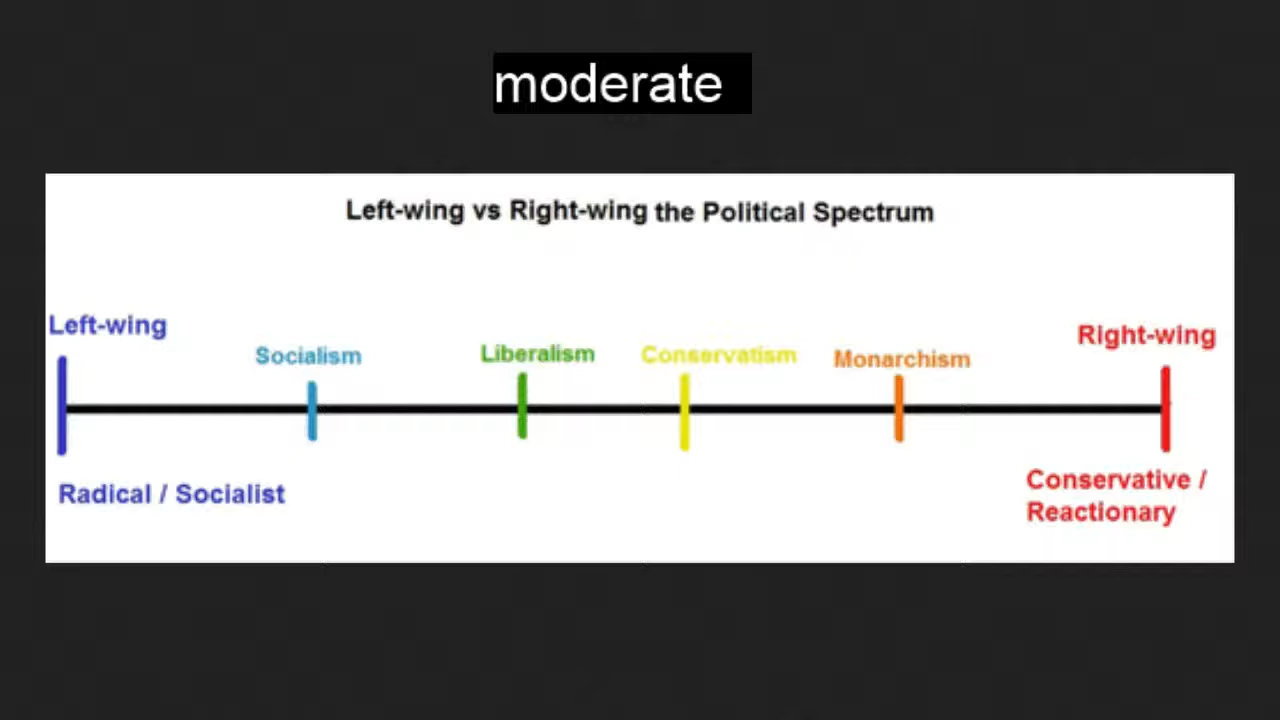 moderate
Left-wing vs Right-wing the Political Spectrum
Left-wing
Right-wing
Socialism
Liberalism
Conservatism
Monarchism
Radical / Socialist
Conservative /
Reactionary